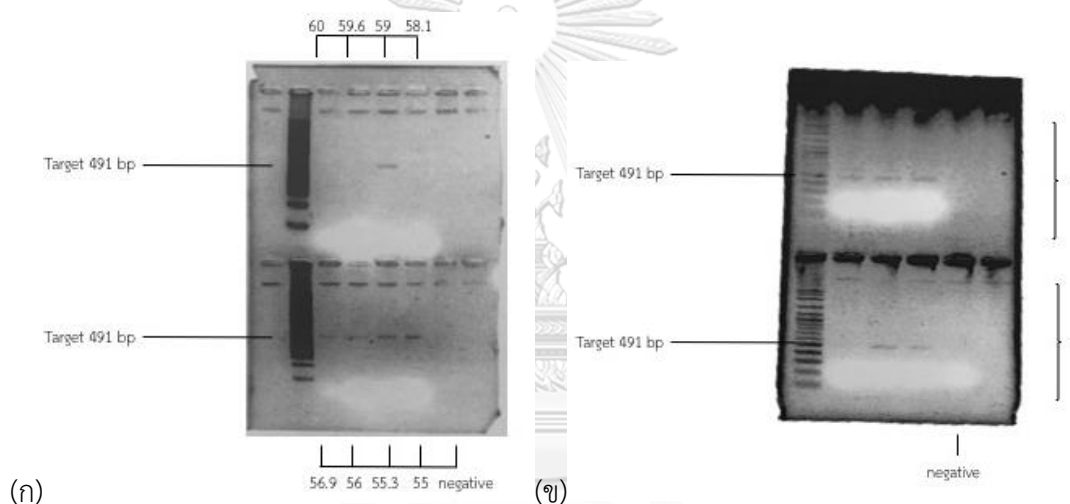 60 59.6 59 58.1
Target 491 bp
Target 491 bp
56.9 56 55.3 55 negative
(ก)
Target 491 bp
Target 491 bp
negative
(ข)